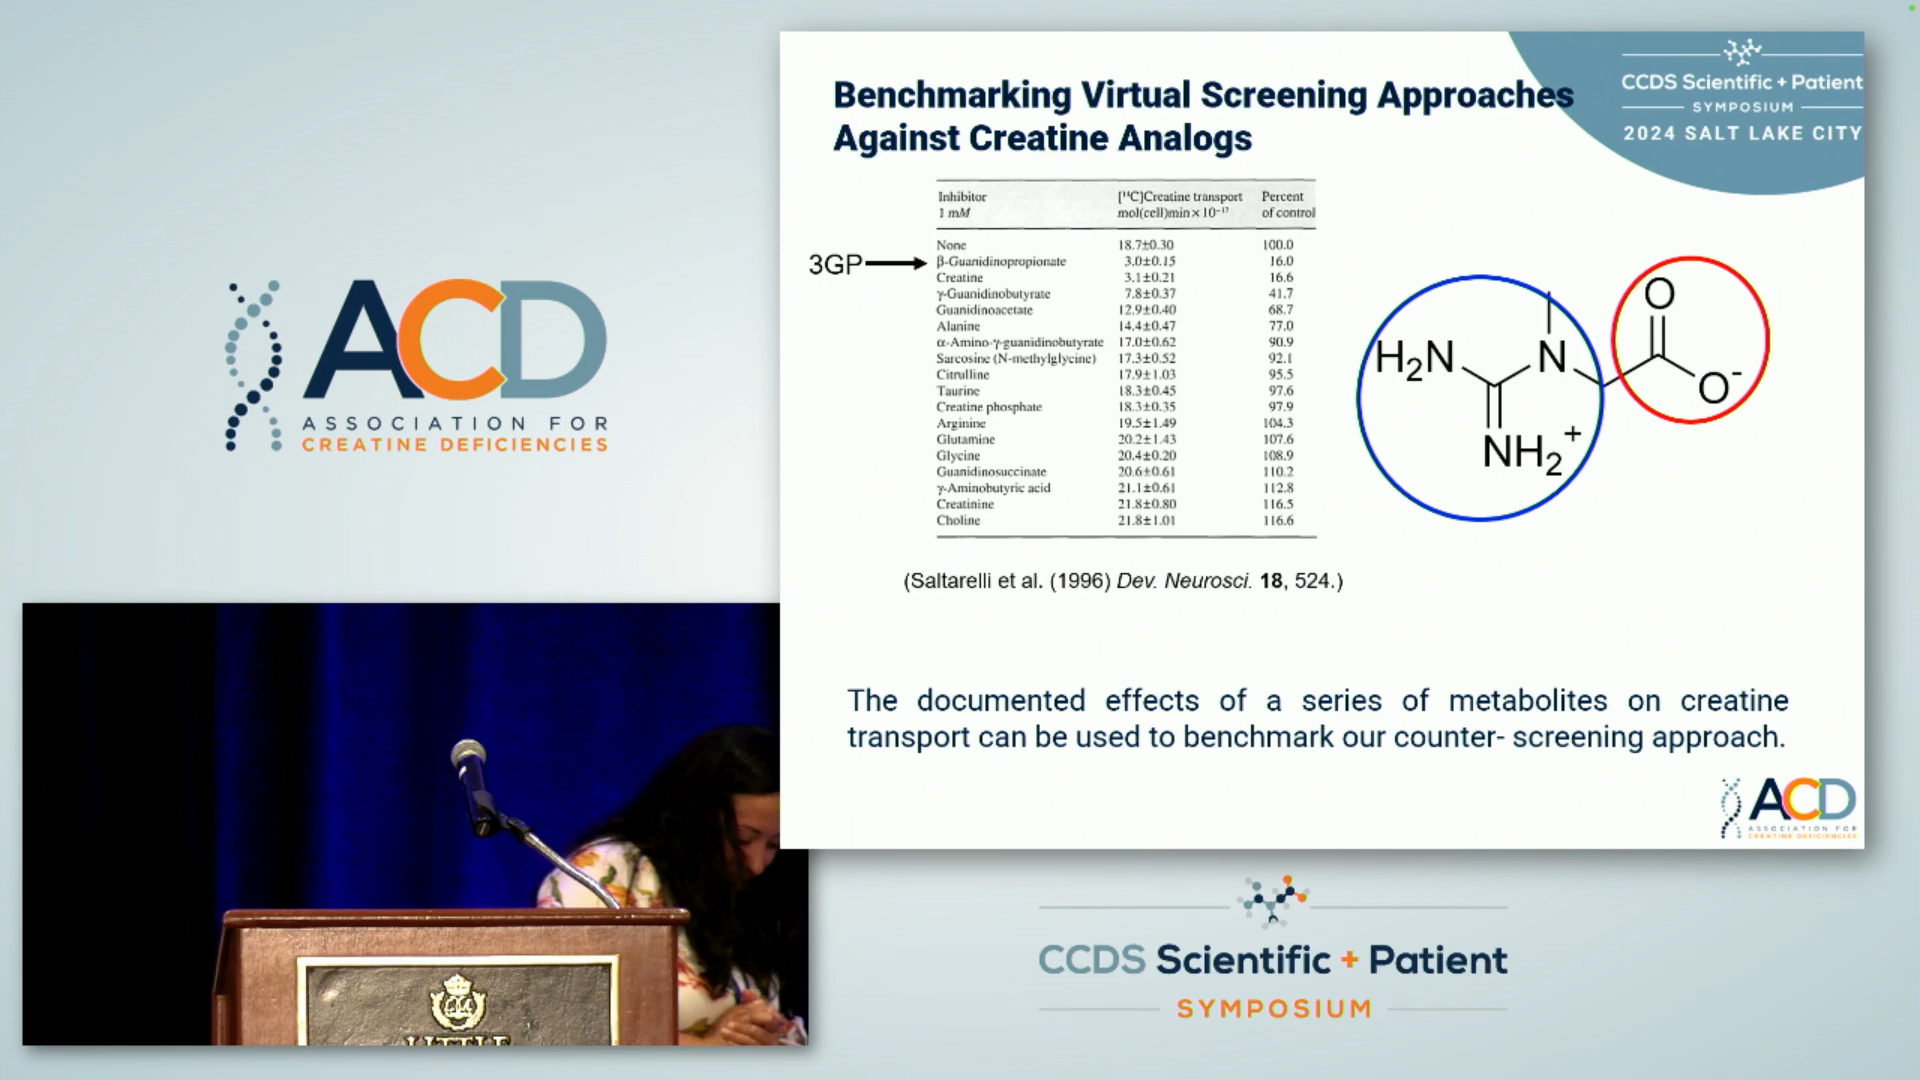 ACD
ASSOCIATION FOR
CREATINE DEFICIENCIES
Benchmarking Virtual Screening Approaches
Against Creatine Analogs
CCDS Scientific + Patient
SYMPOSIUM
2024 SALT LAKE CITY
Inhibitor [¹⁴C]Creatine transport Percent
1 mM mol(cell)min × 10⁻¹⁷ of control
None 18.7±0.30 100.0
3GP
β-Guanidinopropionate 3.0±0.15 16.0
Creatine 3.1±0.21 16.6
γ-Guanidinobutyrate 7.8±0.37 41.7
Guanidinoacetate 12.9±0.40 68.7
Alanine 14.4±0.47 77.0
α-Amino-γ-guanidinobutyrate 17.0±0.62 90.9
Sarcosine (N-methylglycine) 17.3±0.52 92.1
Citrulline 17.9±1.03 95.5
Taurine 18.3±0.45 97.6
Creatine phosphate 18.3±0.35 97.9
Arginine 19.5±1.49 104.3
Glutamine 20.2±1.43 107.6
Glycine 20.4±0.20 108.9
Guanidinosuccinate 20.6±0.61 110.2
γ-Aminobutyric acid 21.1±0.61 112.8
Creatinine 21.8±0.80 116.5
Choline 21.8±1.01 116.6
O
H₂N N
O⁻
NH₂⁺
(Saltarelli et al. (1996) Dev. Neurosci. 18, 524.)
The documented effects of a series of metabolites on creatine
transport can be used to benchmark our counter- screening approach.
ACD
ASSOCIATION FOR
CREATINE DEFICIENCIES
LITTLE
CCDS Scientific + Patient
SYMPOSIUM